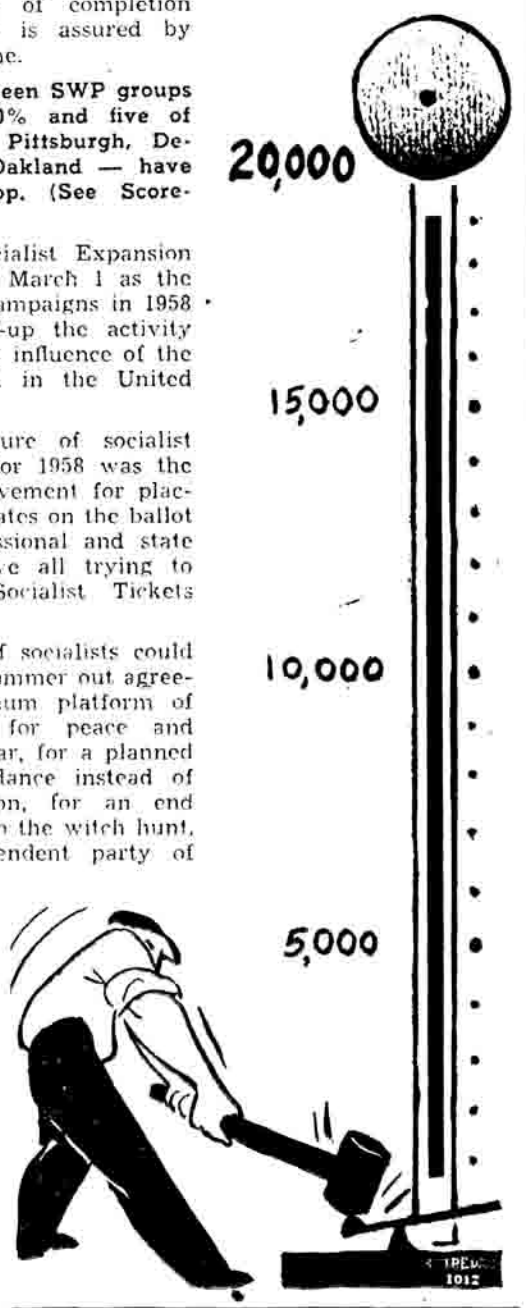 of completion
is assured by
ne.
een SWP groups
0% and five of
Pittsburgh, De-
Oakland — have
op. (See Score-
cialist Expansion
March 1 as the
ampaigns in 1958
-up the activity
influence of the
in the United
ure of socialist
or 1958 was the
vement for plac-
ates on the ballot
ssional and state
e all trying to
Socialist Tickets
f socialists could
ammer out agree-
um platform of
for peace and
ar, for a planned
dance instead of
on, for an end
o the witch hunt,
endent party of
20,000
15,000
10,000
5,000
1012